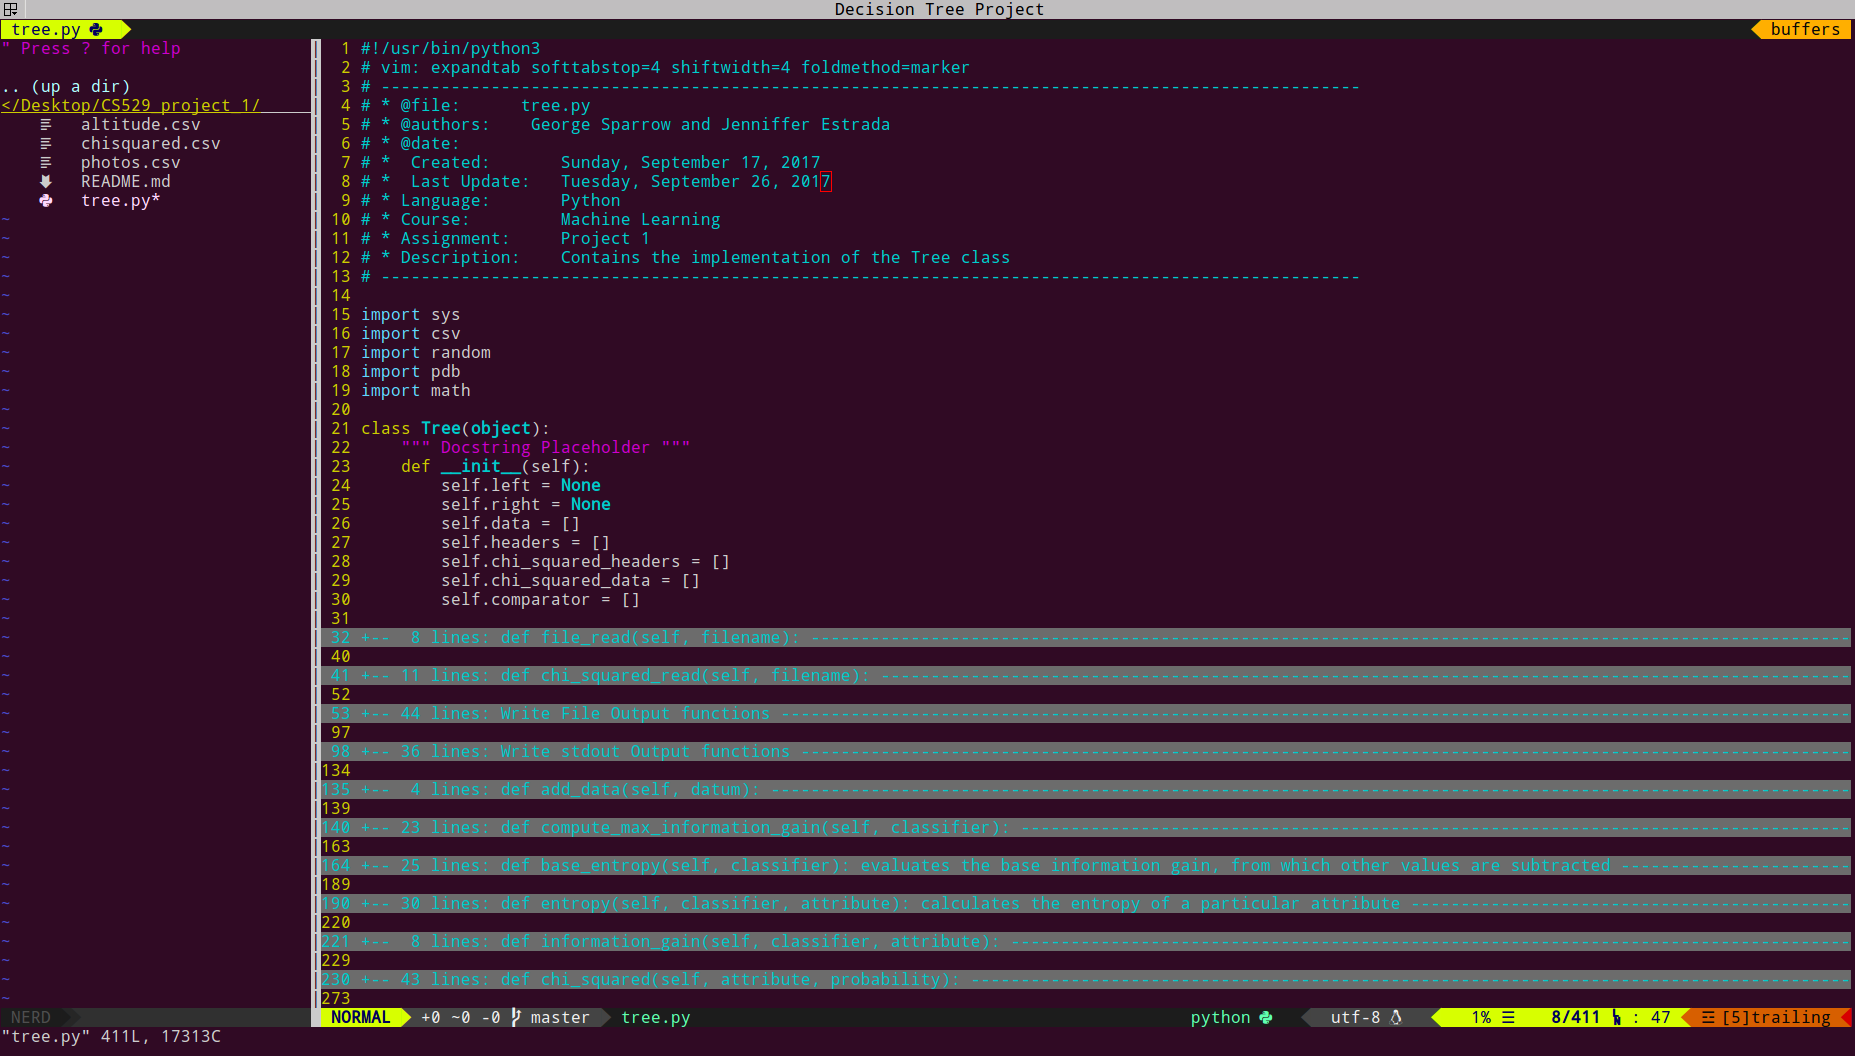 Decision Tree Project
tree.py
buffers
" Press ? for help
.. (up a dir)
</Desktop/CS529_project_1/
altitude.csv
chisquared.csv
photos.csv
README.md
tree.py*
1 #!/usr/bin/python3
2 # vim: expandtab softtabstop=4 shiftwidth=4 foldmethod=marker
3 # --------------------------------------------------------------------------------------------------
4 # * @file:      tree.py
5 # * @authors:    George Sparrow and Jenniffer Estrada
6 # * @date:
7 # *  Created:       Sunday, September 17, 2017
8 # *  Last Update:   Tuesday, September 26, 2017
9 # * Language:       Python
10 # * Course:         Machine Learning
11 # * Assignment:     Project 1
12 # * Description:    Contains the implementation of the Tree class
13 # --------------------------------------------------------------------------------------------------
14
15 import sys
16 import csv
17 import random
18 import pdb
19 import math
20
21 class Tree(object):
22     """ Docstring Placeholder """
23     def __init__(self):
24         self.left = None
25         self.right = None
26         self.data = []
27         self.headers = []
28         self.chi_squared_headers = []
29         self.chi_squared_data = []
30         self.comparator = []
31
32 +--  8 lines: def file_read(self, filename): --------
40
41 +-- 11 lines: def chi_squared_read(self, filename): --------
52
53 +-- 44 lines: Write File Output functions --------
97
98 +-- 36 lines: Write stdout Output functions --------
134
135 +--  4 lines: def add_data(self, datum): --------
139
140 +-- 23 lines: def compute_max_information_gain(self, classifier): --------
163
164 +-- 25 lines: def base_entropy(self, classifier): evaluates the base information gain, from which other values are subtracted --------
189
190 +-- 30 lines: def entropy(self, classifier, attribute): calculates the entropy of a particular attribute --------
220
221 +--  8 lines: def information_gain(self, classifier, attribute): --------
229
230 +-- 43 lines: def chi_squared(self, attribute, probability): --------
273
NERD
NORMAL +0 ~0 -0 master tree.py python utf-8 1% ☰ 8/411 : 47 [5]trailing
"tree.py" 411L, 17313C